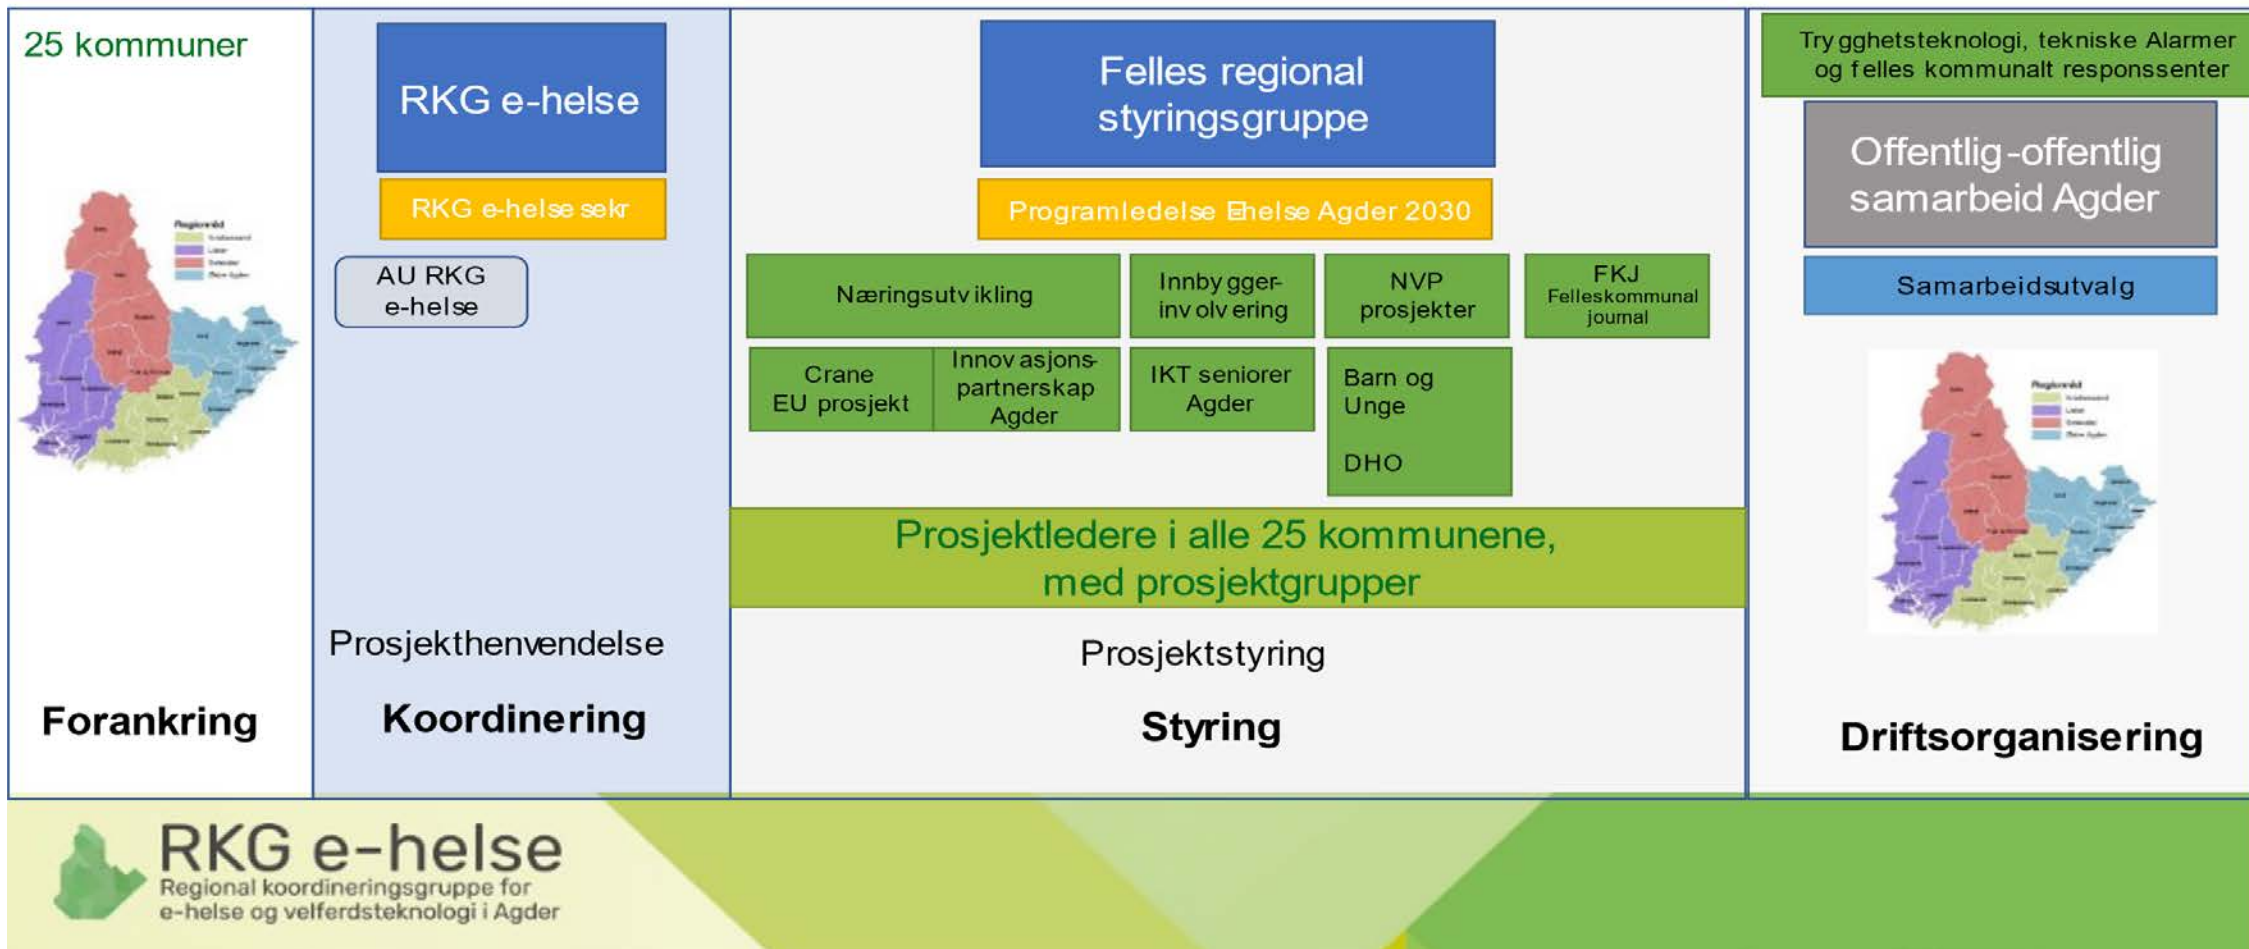 25 kommuner
Regionråd
Forankring
RKG e-helse
RKG e-helse sekr
AU RKG
e-helse
Prosjekthenvendelse
Koordinering
Felles regional
styringsgruppe
Programledelse Ehelse Agder 2030
Næringsutvikling
Innbygger-
involvering
NVP
prosjekter
FKJ
Felleskommunal
journal
Crane
EU prosjekt
Innovasjons-
partnerskap
Agder
IKT seniorer
Agder
Barn og
Unge
DHO
Prosjektledere i alle 25 kommunene,
med prosjektgrupper
Prosjektstyring
Styring
Trygghetsteknologi, tekniske Alarmer
og felles kommunalt responssenter
Offentlig-offentlig
samarbeid Agder
Samarbeidsutvalg
Regionråd
Driftsorganisering
RKG e-helse
Regional koordineringsgruppe for
e-helse og velferdsteknologi i Agder